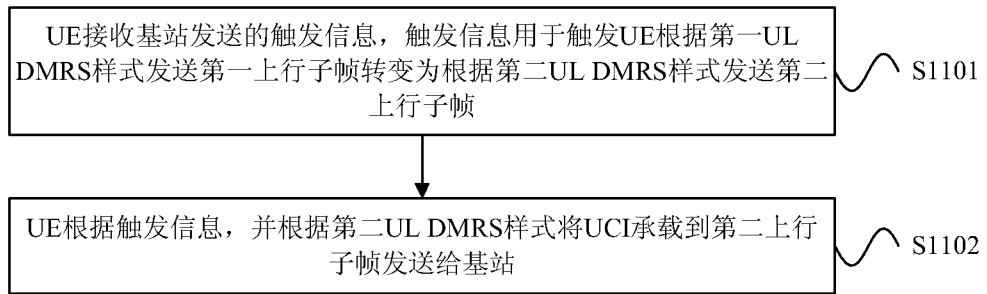 UE接收基站发送的触发信息，触发信息用于触发UE根据第一UL
DMRS样式发送第一上行子帧转变为根据第二UL DMRS样式发送第二
上行子帧
S1101
UE根据触发信息，并根据第二UL DMRS样式将UCI承载到第二上行
子帧发送给基站
S1102